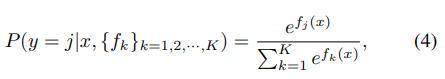 P(y = j|x, {f_k}_{k=1,2,⋯,K}) = e^{f_j(x)} / ∑_{k=1}^{K} e^{f_k(x)}, (4)